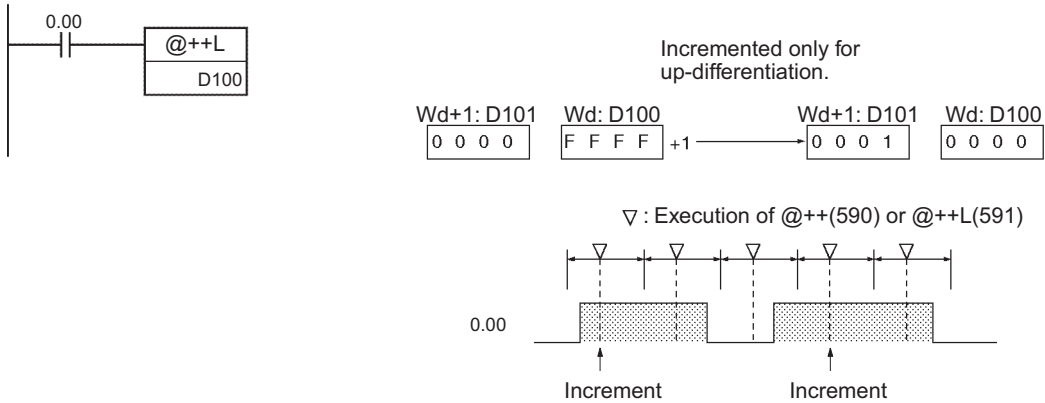 0.00
@++L
D100
Incremented only for
up-differentiation.
Wd+1: D101 Wd: D100 Wd+1: D101 Wd: D100
0 0 0 0 F F F F +1 0 0 0 1 0 0 0 0
▽ : Execution of @++(590) or @++L(591)
0.00
Increment Increment